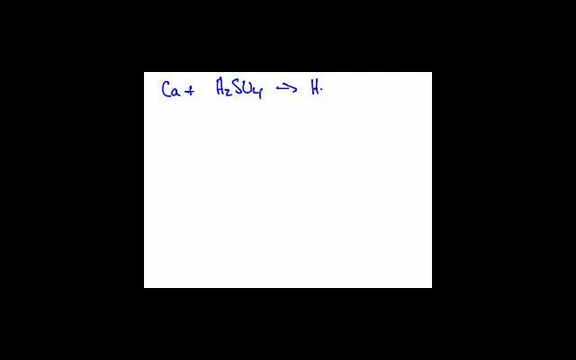 Ca + H₂SO₄ → H